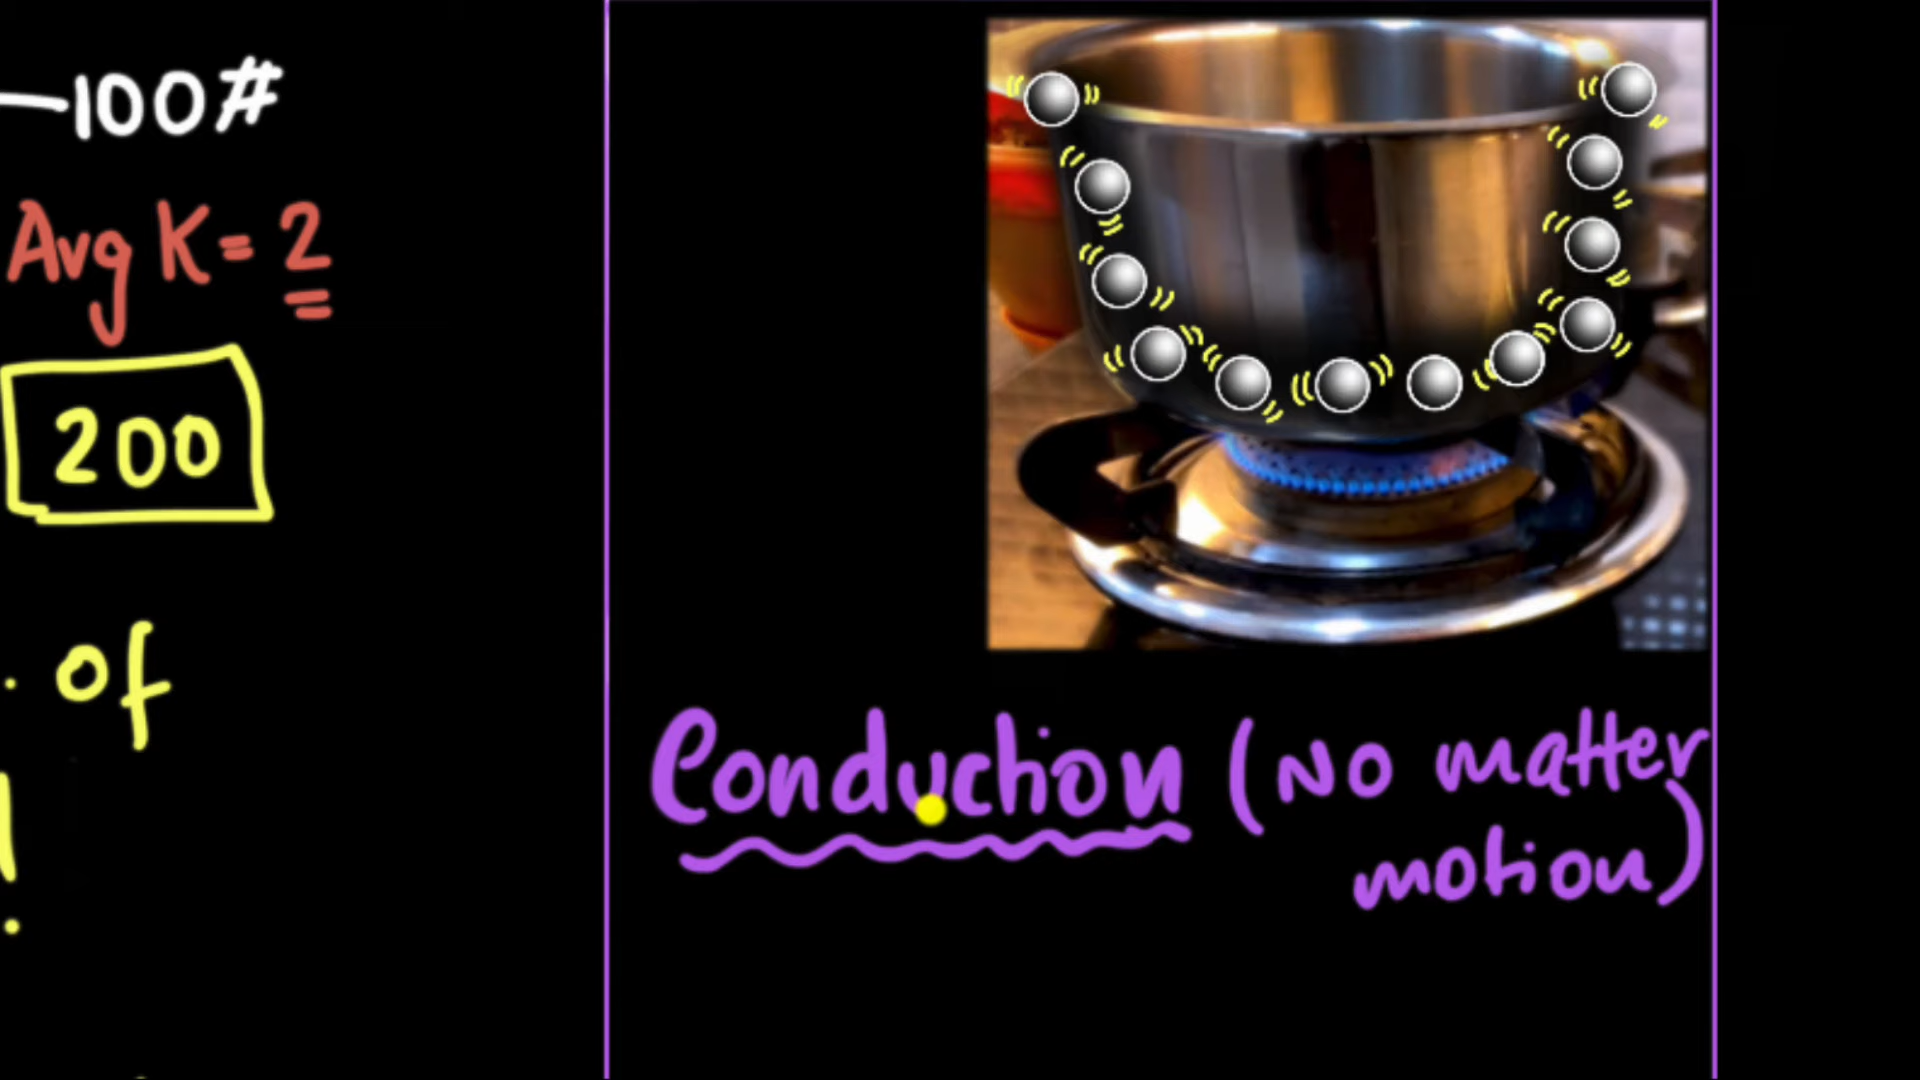 100#
Avg K = 2
200
. of
Conduction (No matter
motion)